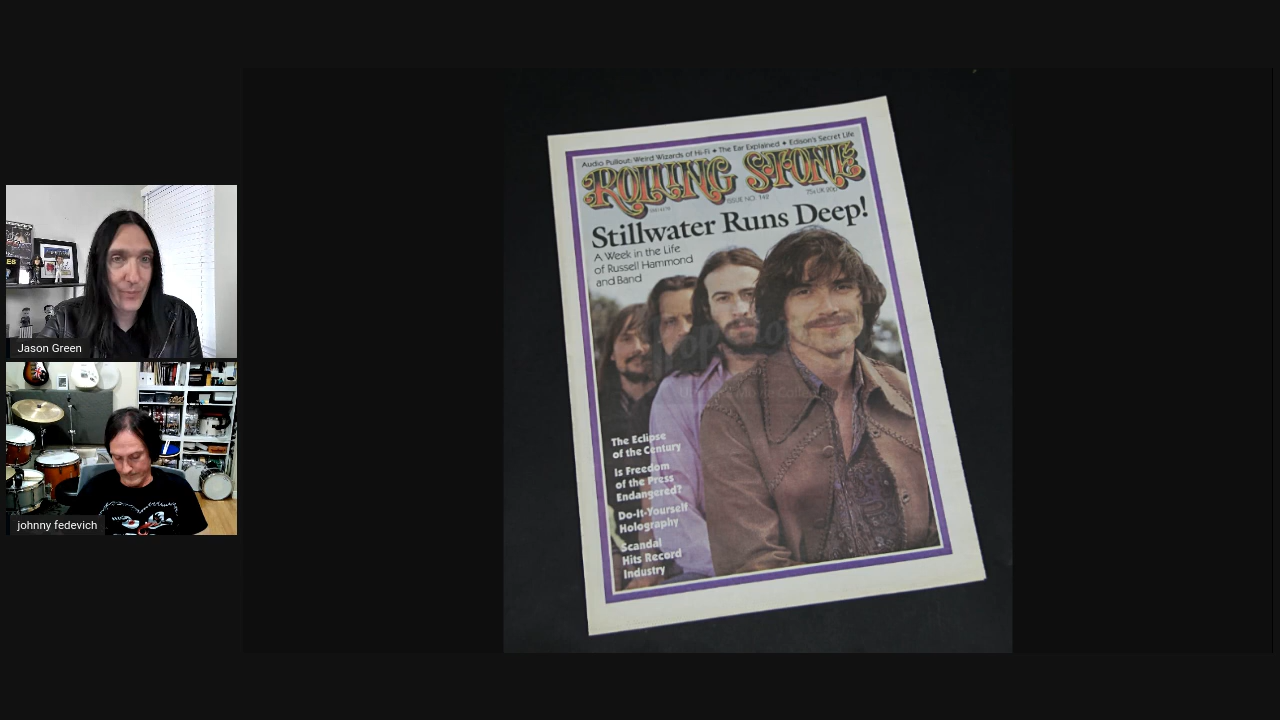 Jason Green
johnny fedevich
Audio Pullout: Weird Wizards of Hi-Fi ✦ The Ear Explained ✦ Edison's Secret Life
ROLLING STONE
ISSUE NO. 149
Stillwater Runs Deep!
A Week in the Life
of Russell Hammond
and Band
The Eclipse
of the Century
Is Freedom
of the Press
Endangered?
Do-It-Yourself
Holography
Scandal
Hits Record
Industry